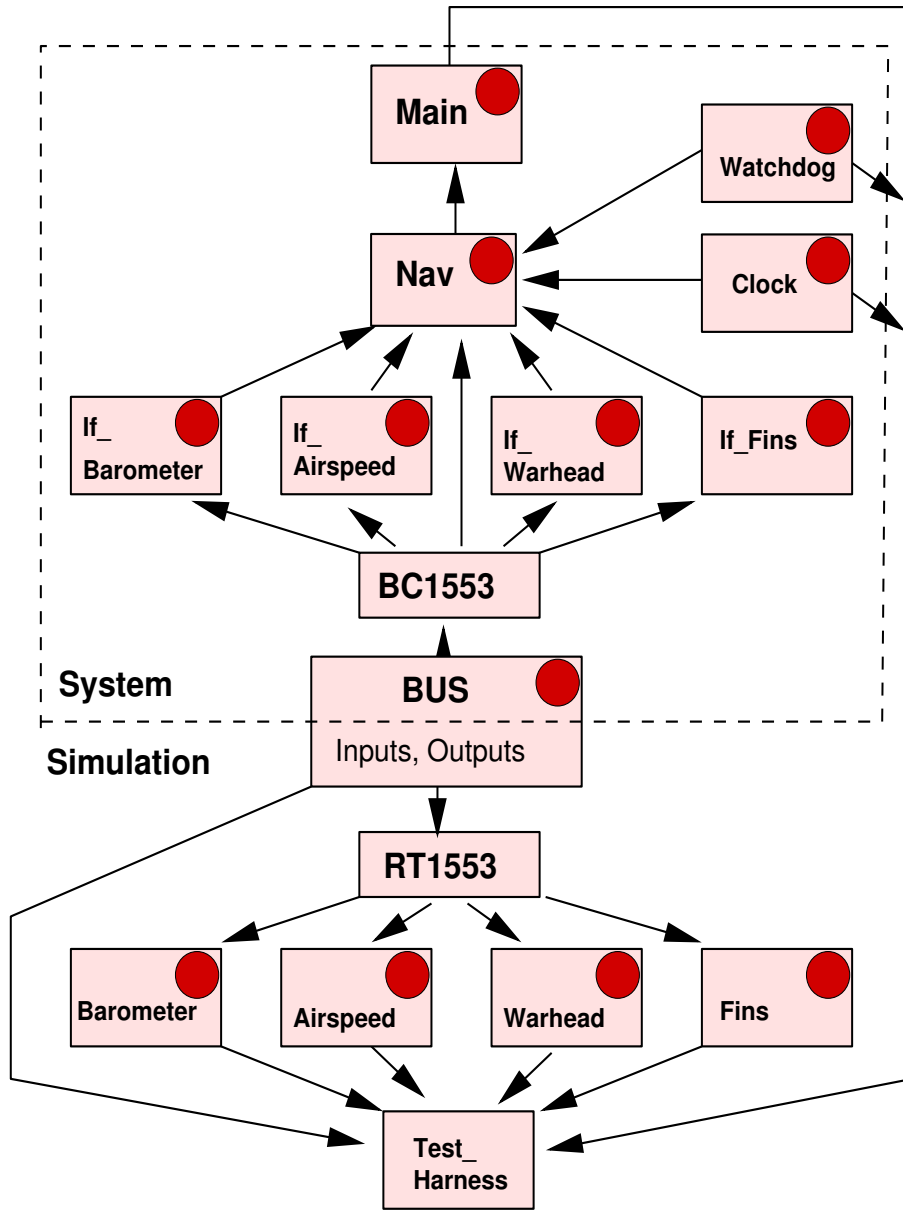 Main
Watchdog
Nav
Clock
If_
Barometer
If_
Airspeed
If_
Warhead
If_Fins
BC1553
System
BUS
Simulation
Inputs, Outputs
RT1553
Barometer
Airspeed
Warhead
Fins
Test_
Harness